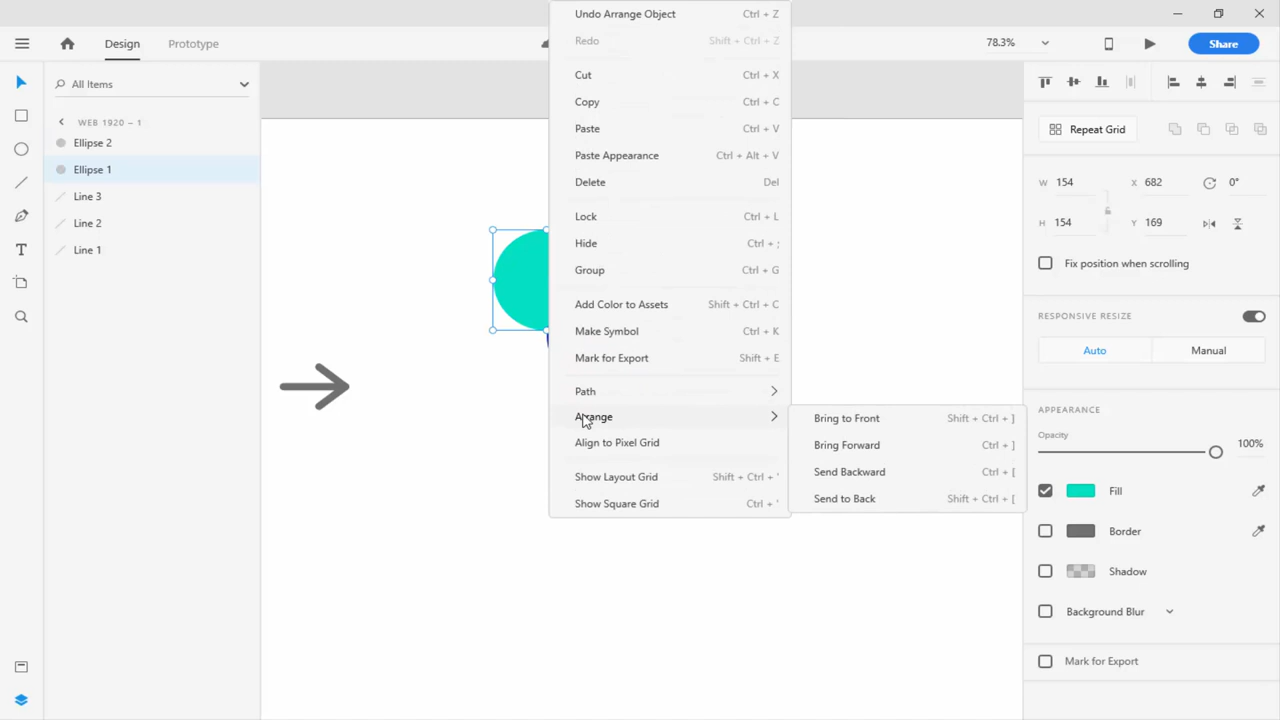 Design Prototype 78.3% Share
All Items
WEB 1920 – 1
Ellipse 2
Ellipse 1
Line 3
Line 2
Line 1
Undo Arrange Object Ctrl + Z
Redo Shift + Ctrl + Z
Cut Ctrl + X
Copy Ctrl + C
Paste Ctrl + V
Paste Appearance Ctrl + Alt + V
Delete Del
Lock Ctrl + L
Hide Ctrl + ;
Group Ctrl + G
Add Color to Assets Shift + Ctrl + C
Make Symbol Ctrl + K
Mark for Export Shift + E
Path
Arrange
Align to Pixel Grid
Show Layout Grid Shift + Ctrl + '
Show Square Grid Ctrl + '
Bring to Front Shift + Ctrl + ]
Bring Forward Ctrl + ]
Send Backward Ctrl + [
Send to Back Shift + Ctrl + [
Repeat Grid
W 154 X 682 0°
H 154 Y 169
Fix position when scrolling
RESPONSIVE RESIZE
Auto Manual
APPEARANCE
Opacity 100%
Fill
Border
Shadow
Background Blur
Mark for Export